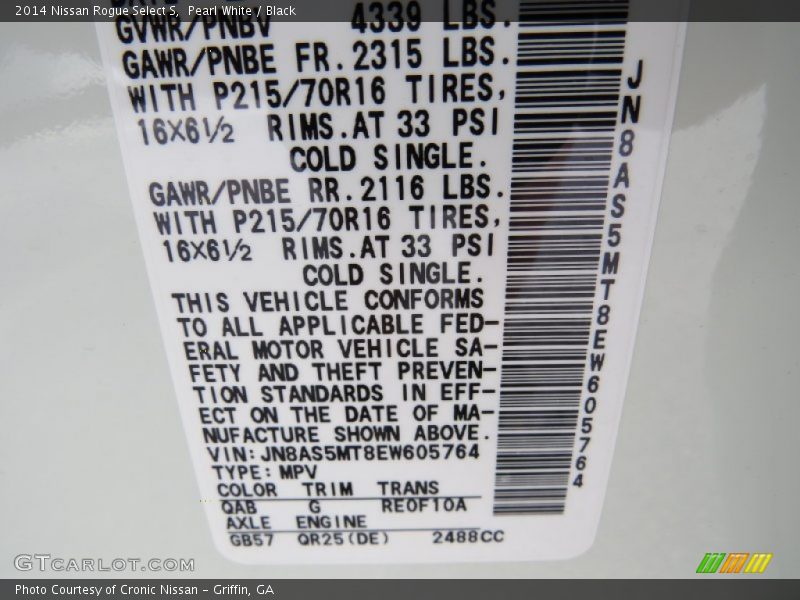 2014 Nissan Rogue Select S, Pearl White / Black
GVWR/PNBV 4339 LBS.
GAWR/PNBE FR. 2315 LBS.
WITH P215/70R16 TIRES,
16X6½ RIMS.AT 33 PSI
COLD SINGLE.
GAWR/PNBE RR. 2116 LBS.
WITH P215/70R16 TIRES,
16X6½ RIMS.AT 33 PSI
COLD SINGLE.
THIS VEHICLE CONFORMS
TO ALL APPLICABLE FED-
ERAL MOTOR VEHICLE SA-
FETY AND THEFT PREVEN-
TION STANDARDS IN EFF-
ECT ON THE DATE OF MA-
NUFACTURE SHOWN ABOVE.
VIN:JN8AS5MT8EW605764
TYPE: MPV
COLOR TRIM TRANS
QAB G RE0F10A
AXLE ENGINE
GB57 QR25(DE) 2488CC
JN8AS5MT8EW605764
GTCarLot.com
Photo Courtesy of Cronic Nissan - Griffin, GA